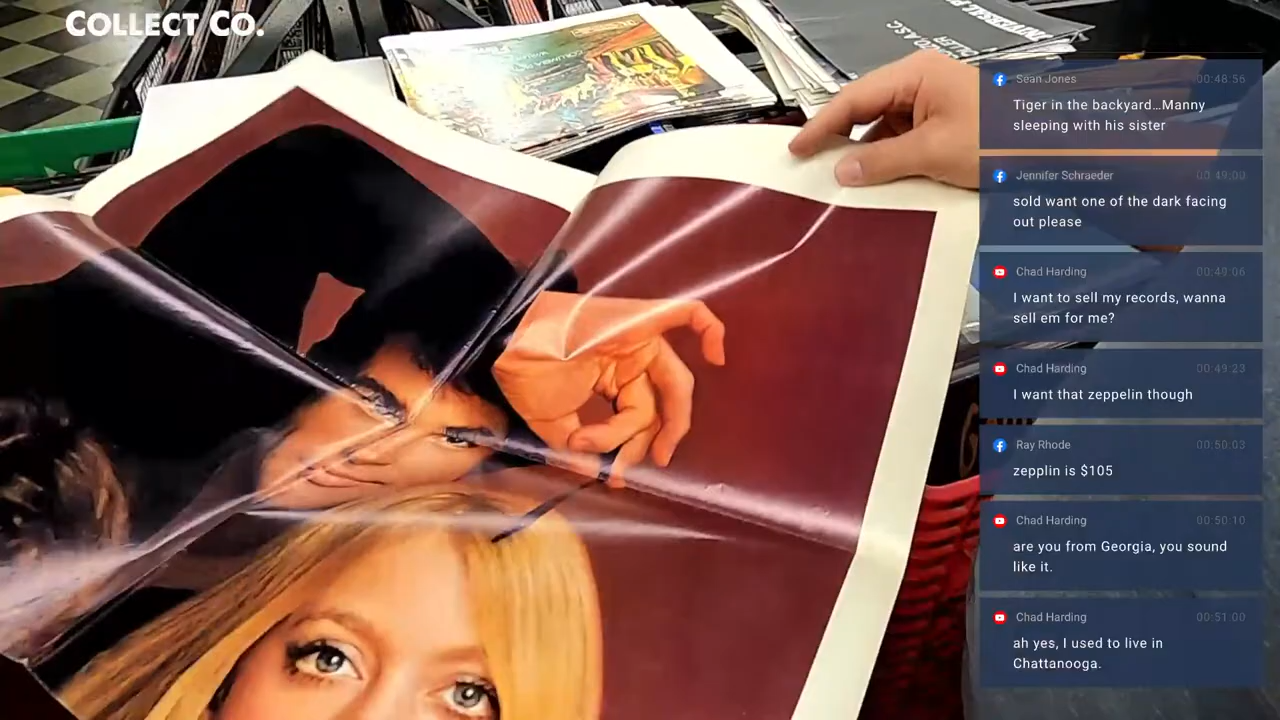 COLLECT CO.
Sean Jones 00:48:56
Tiger in the backyard...Manny
sleeping with his sister
Jennifer Schraeder 00:49:00
sold want one of the dark facing
out please
Chad Harding 00:49:06
I want to sell my records, wanna
sell em for me?
Chad Harding 00:49:23
I want that zeppelin though
Ray Rhode 00:50:03
zepplin is $105
Chad Harding 00:50:10
are you from Georgia, you sound
like it.
Chad Harding 00:51:00
ah yes, I used to live in
Chattanooga.